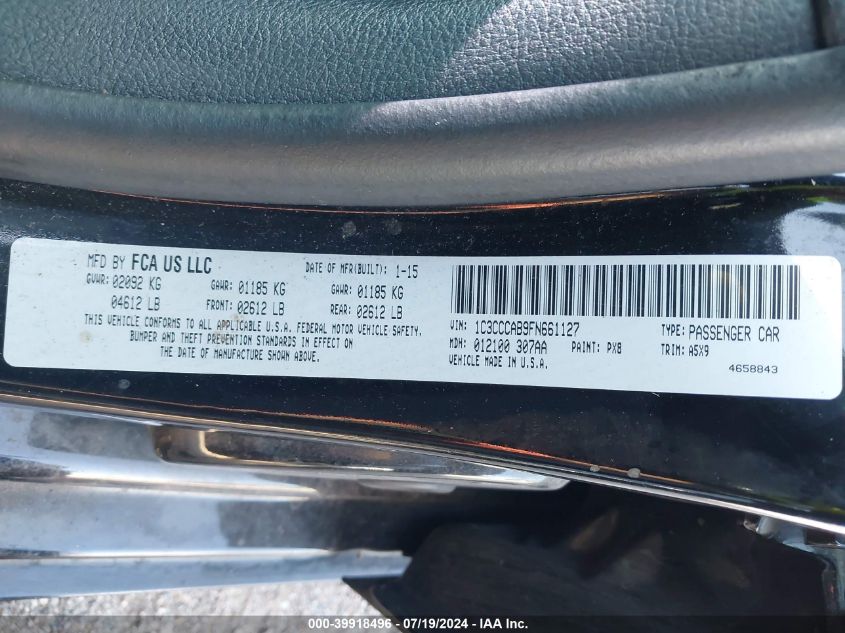 MFD BY FCA US LLC
DATE OF MFR(BUILT): 1-15
GVWR: 02092 KG GAWR: 01185 KG GAWR: 01185 KG
04612 LB FRONT: 02612 LB REAR: 02612 LB
THIS VEHICLE CONFORMS TO ALL APPLICABLE U.S.A. FEDERAL MOTOR VEHICLE SAFETY,
BUMPER AND THEFT PREVENTION STANDARDS IN EFFECT ON
THE DATE OF MANUFACTURE SHOWN ABOVE.
VIN: 1C3CCCAB9FN661127 TYPE: PASSENGER CAR
MDH: 012100 307AA PAINT: PX8 TRIM: A5X9
VEHICLE MADE IN U.S.A.
4658843
000-39918496 - 07/19/2024 - IAA Inc.